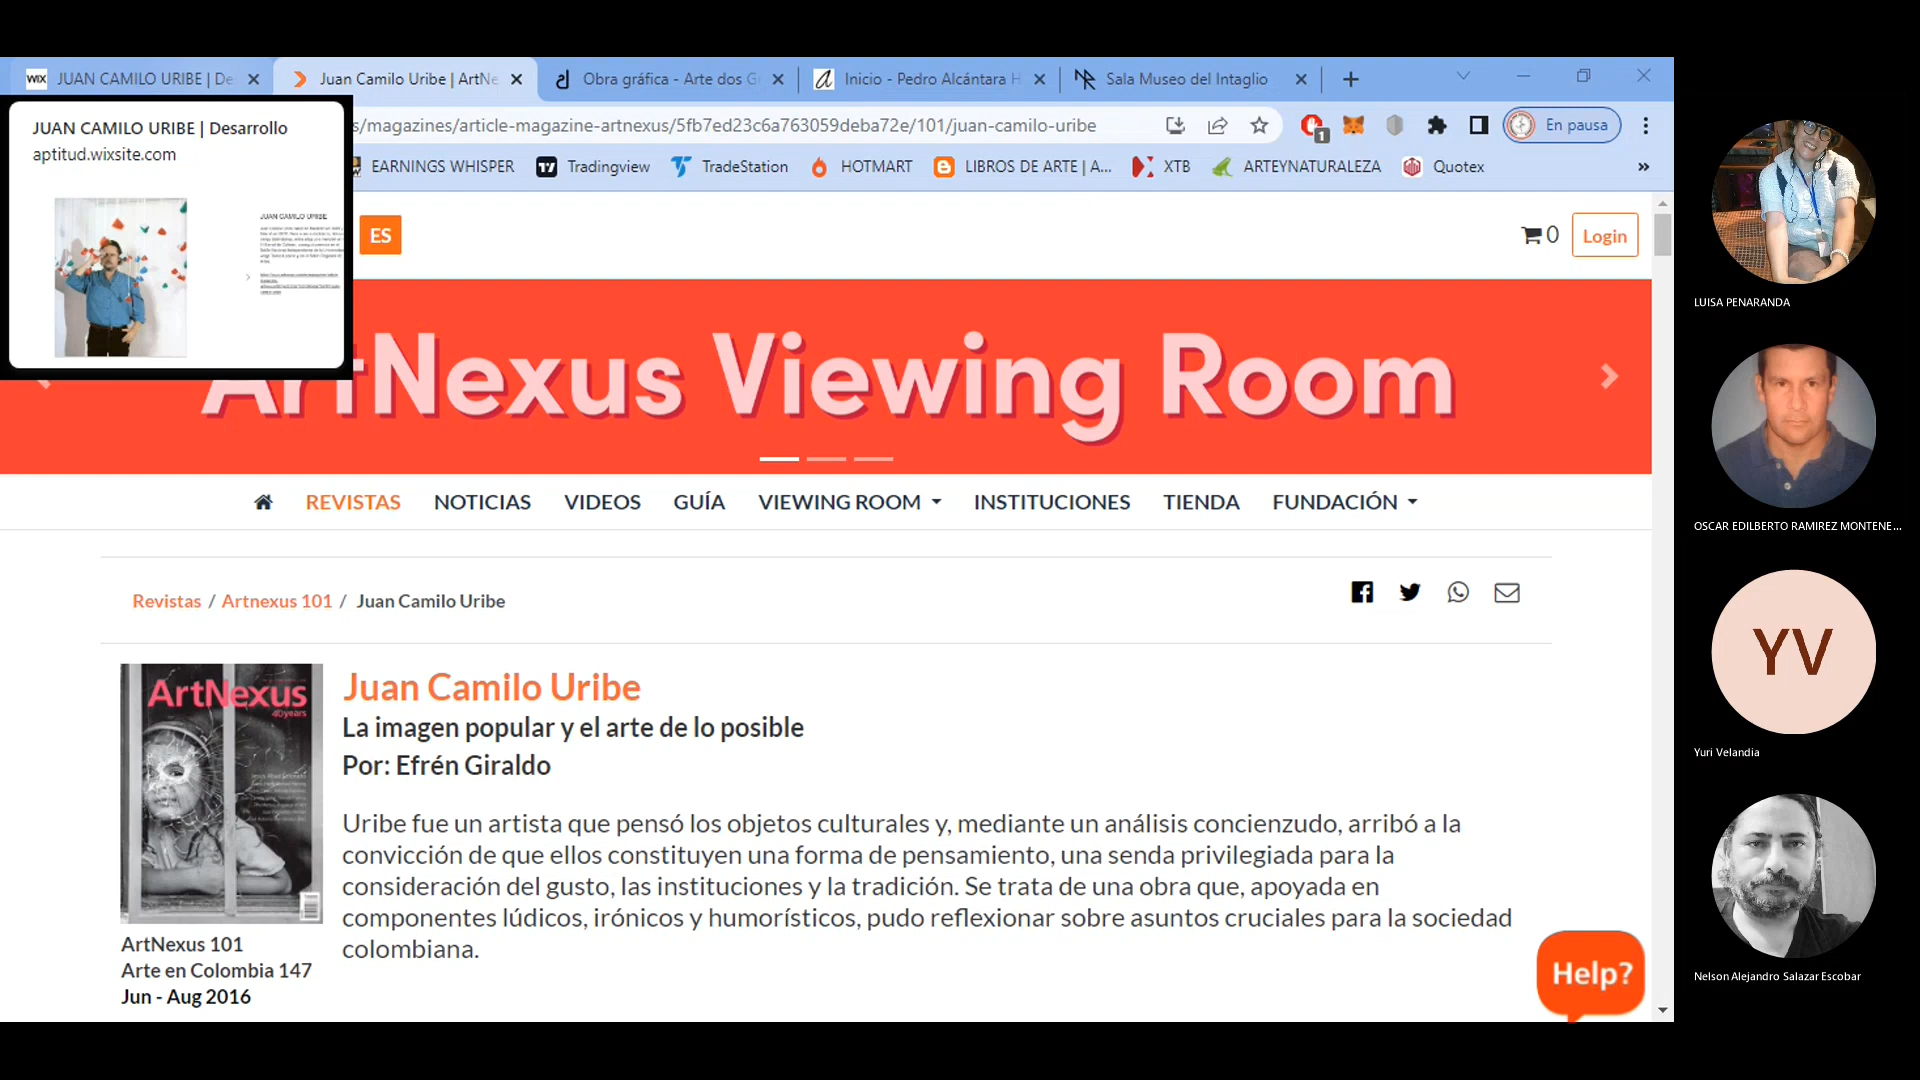 WIX JUAN CAMILO URIBE | De
Juan Camilo Uribe | ArtNe
Obra gráfica - Arte dos G
Inicio - Pedro Alcántara H
Sala Museo del Intaglio
JUAN CAMILO URIBE | Desarrollo
aptitud.wixsite.com
JUAN CAMILO URIBE
s/magazines/article-magazine-artnexus/5fb7ed23c6a763059deba72e/101/juan-camilo-uribe
1
En pausa
EARNINGS WHISPER
Tradingview
TradeStation
HOTMART
LIBROS DE ARTE | A...
XTB
ARTEYNATURALEZA
Quotex
»
ES
0
Login
ArtNexus Viewing Room
REVISTAS NOTICIAS VIDEOS GUÍA VIEWING ROOM INSTITUCIONES TIENDA FUNDACIÓN
Revistas / Artnexus 101 / Juan Camilo Uribe
ArtNexus
40years
Juan Camilo Uribe
La imagen popular y el arte de lo posible
Por: Efrén Giraldo
Uribe fue un artista que pensó los objetos culturales y, mediante un análisis concienzudo, arribó a la
convicción de que ellos constituyen una forma de pensamiento, una senda privilegiada para la
consideración del gusto, las instituciones y la tradición. Se trata de una obra que, apoyada en
componentes lúdicos, irónicos y humorísticos, pudo reflexionar sobre asuntos cruciales para la sociedad
colombiana.
ArtNexus 101
Arte en Colombia 147
Jun - Aug 2016
Help?
LUISA PENARANDA
OSCAR EDILBERTO RAMIREZ MONTENE...
YV
Yuri Velandia
Nelson Alejandro Salazar Escobar